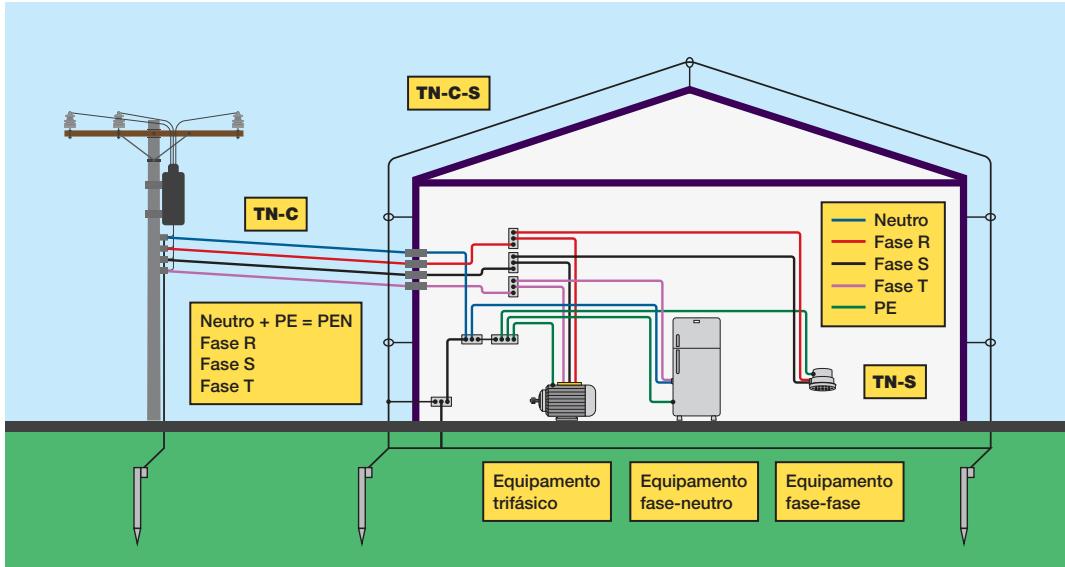 TN-C-S
TN-C
Neutro
Fase R
Fase S
Fase T
PE
Neutro + PE = PEN
Fase R
Fase S
Fase T
TN-S
Equipamento
trifásico
Equipamento
fase-neutro
Equipamento
fase-fase